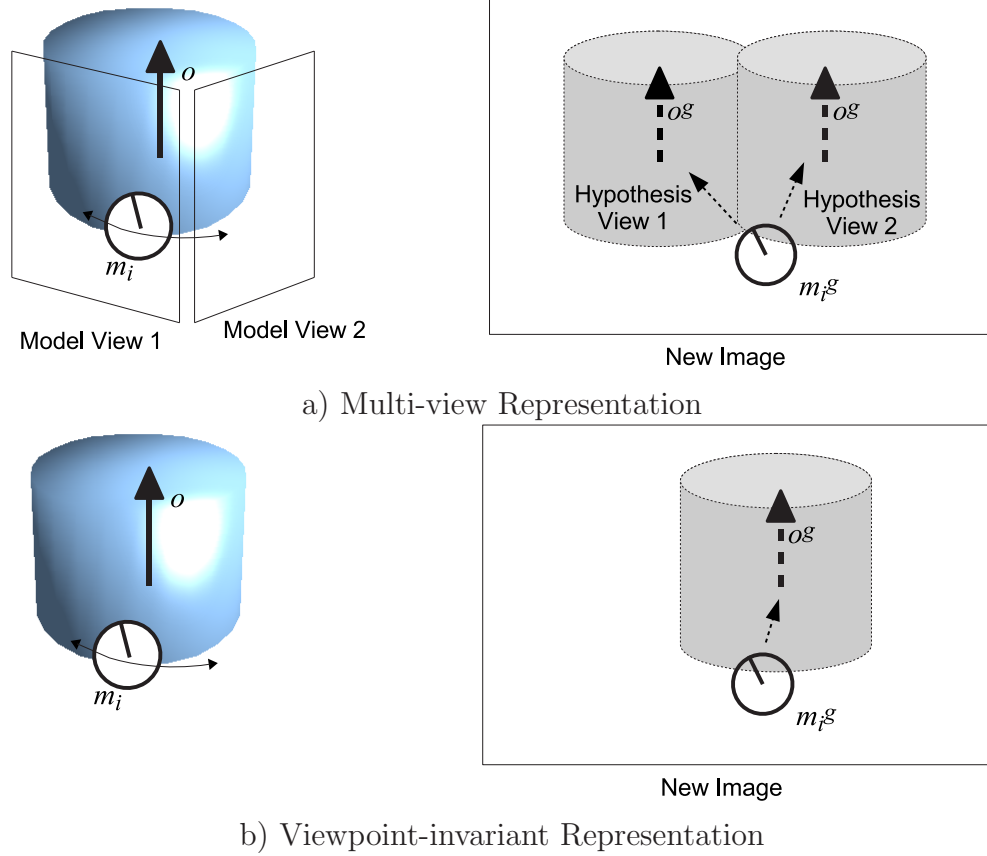 o
m_i
Model View 1
Model View 2
o^g
o^g
Hypothesis
View 1
Hypothesis
View 2
m_i^g
New Image
a) Multi-view Representation
o
m_i
o^g
m_i^g
New Image
b) Viewpoint-invariant Representation